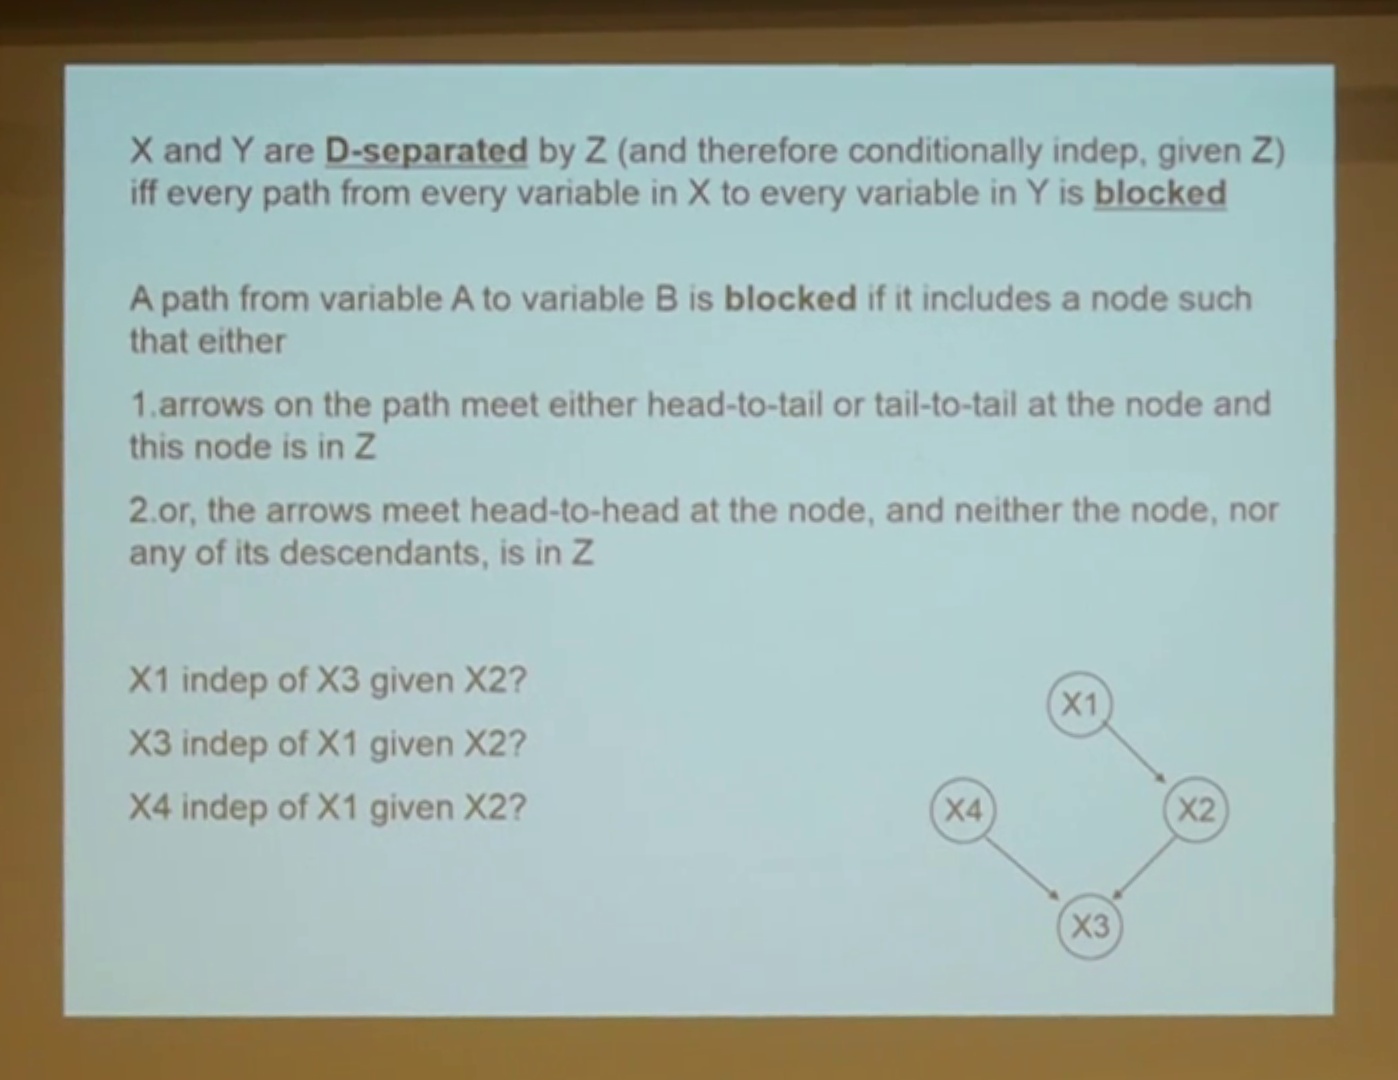 X and Y are D-separated by Z (and therefore conditionally indep, given Z)
iff every path from every variable in X to every variable in Y is blocked
A path from variable A to variable B is blocked if it includes a node such
that either
1.arrows on the path meet either head-to-tail or tail-to-tail at the node and
this node is in Z
2.or, the arrows meet head-to-head at the node, and neither the node, nor
any of its descendants, is in Z
X1 indep of X3 given X2?
X3 indep of X1 given X2?
X4 indep of X1 given X2?
X1
X4
X2
X3